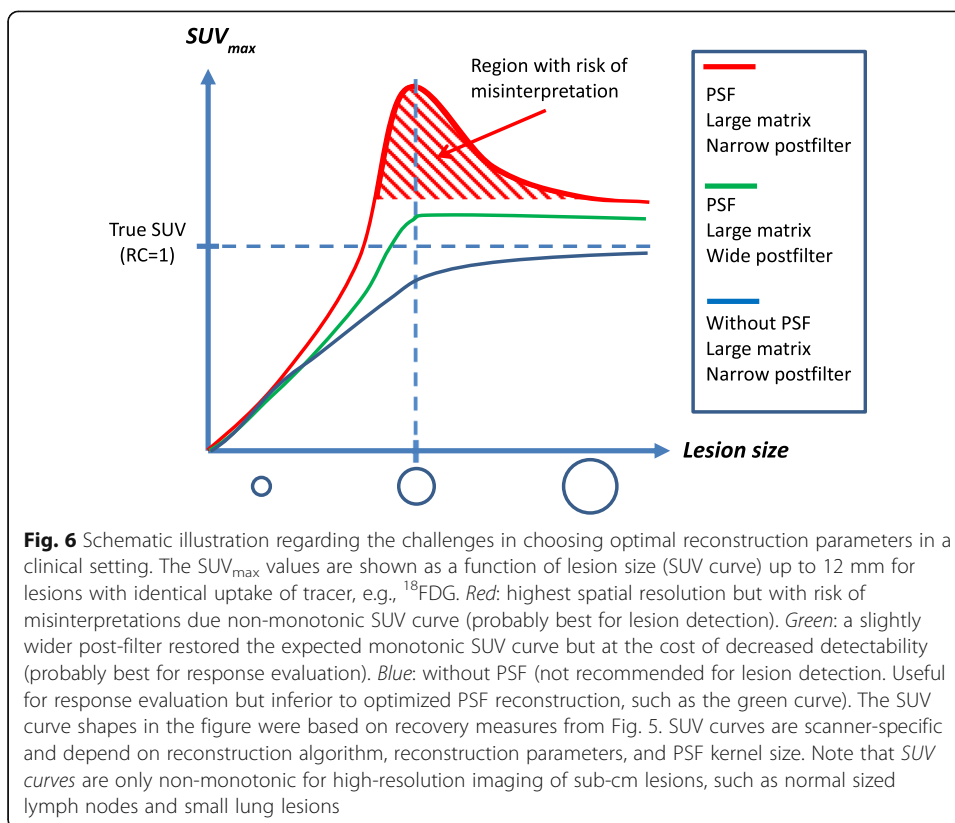 SUVmax
Region with risk of
misinterpretation
True SUV
(RC=1)
Lesion size
PSF
Large matrix
Narrow postfilter
PSF
Large matrix
Wide postfilter
Without PSF
Large matrix
Narrow postfilter
Fig. 6 Schematic illustration regarding the challenges in choosing optimal reconstruction parameters in a
clinical setting. The SUVmax values are shown as a function of lesion size (SUV curve) up to 12 mm for
lesions with identical uptake of tracer, e.g., 18FDG. Red: highest spatial resolution but with risk of
misinterpretations due non-monotonic SUV curve (probably best for lesion detection). Green: a slightly
wider post-filter restored the expected monotonic SUV curve but at the cost of decreased detectability
(probably best for response evaluation). Blue: without PSF (not recommended for lesion detection. Useful
for response evaluation but inferior to optimized PSF reconstruction, such as the green curve). The SUV
curve shapes in the figure were based on recovery measures from Fig. 5. SUV curves are scanner-specific
and depend on reconstruction algorithm, reconstruction parameters, and PSF kernel size. Note that SUV
curves are only non-monotonic for high-resolution imaging of sub-cm lesions, such as normal sized
lymph nodes and small lung lesions